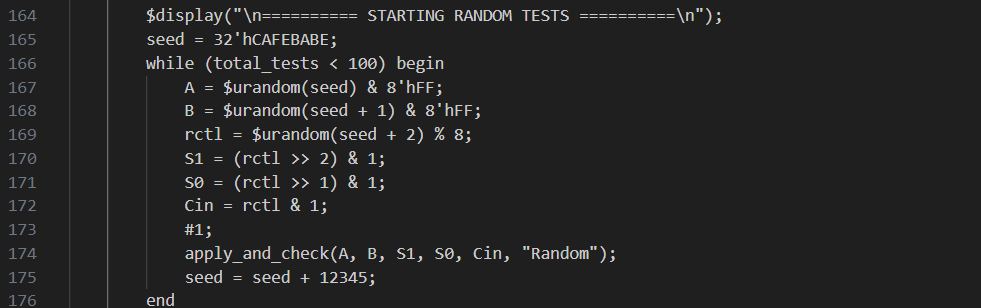 164 $display("\n========== STARTING RANDOM TESTS ==========\n");
165 seed = 32'hCAFEBABE;
166 while (total_tests < 100) begin
167 A = $urandom(seed) & 8'hFF;
168 B = $urandom(seed + 1) & 8'hFF;
169 rctl = $urandom(seed + 2) % 8;
170 S1 = (rctl >> 2) & 1;
171 S0 = (rctl >> 1) & 1;
172 Cin = rctl & 1;
173 #1;
174 apply_and_check(A, B, S1, S0, Cin, "Random");
175 seed = seed + 12345;
176 end